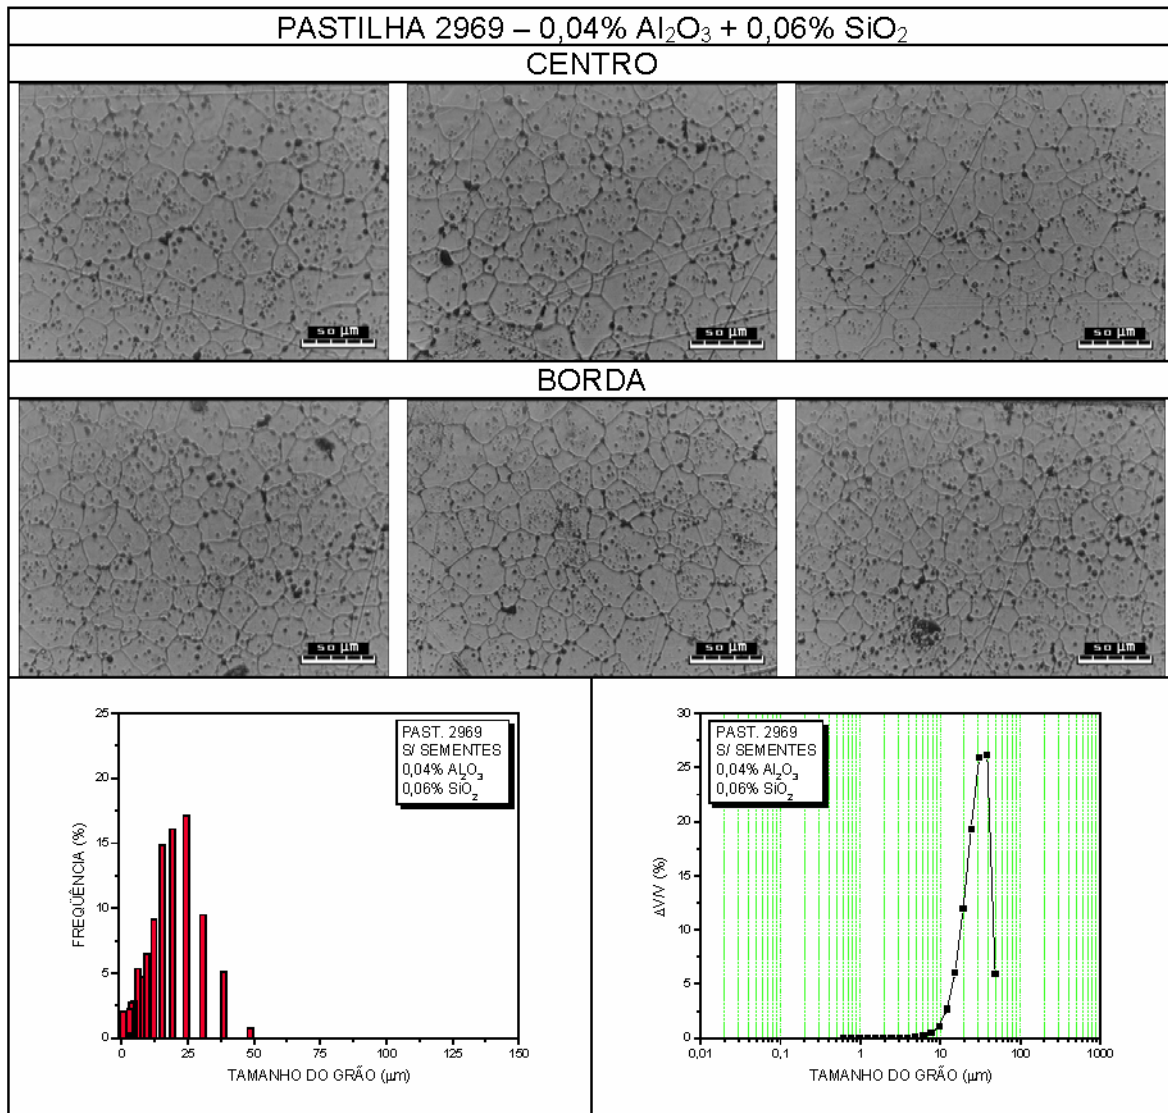 PASTILHA 2969 – 0,04% Al₂O₃ + 0,06% SiO₂
CENTRO
50 µm
50 µm
50 µm
BORDA
50 µm
50 µm
50 µm
25
20
15
10
5
0
FREQÜÊNCIA (%)
PAST. 2969
S/ SEMENTES
0,04% Al₂O₃
0,06% SiO₂
0 25 50 75 100 125 150
TAMANHO DO GRÃO (µm)
30
25
20
15
10
5
0
ΔV/V (%)
PAST. 2969
S/ SEMENTES
0,04% Al₂O₃
0,06% SiO₂
0,01 0,1 1 10 100 1000
TAMANHO DO GRÃO (µm)